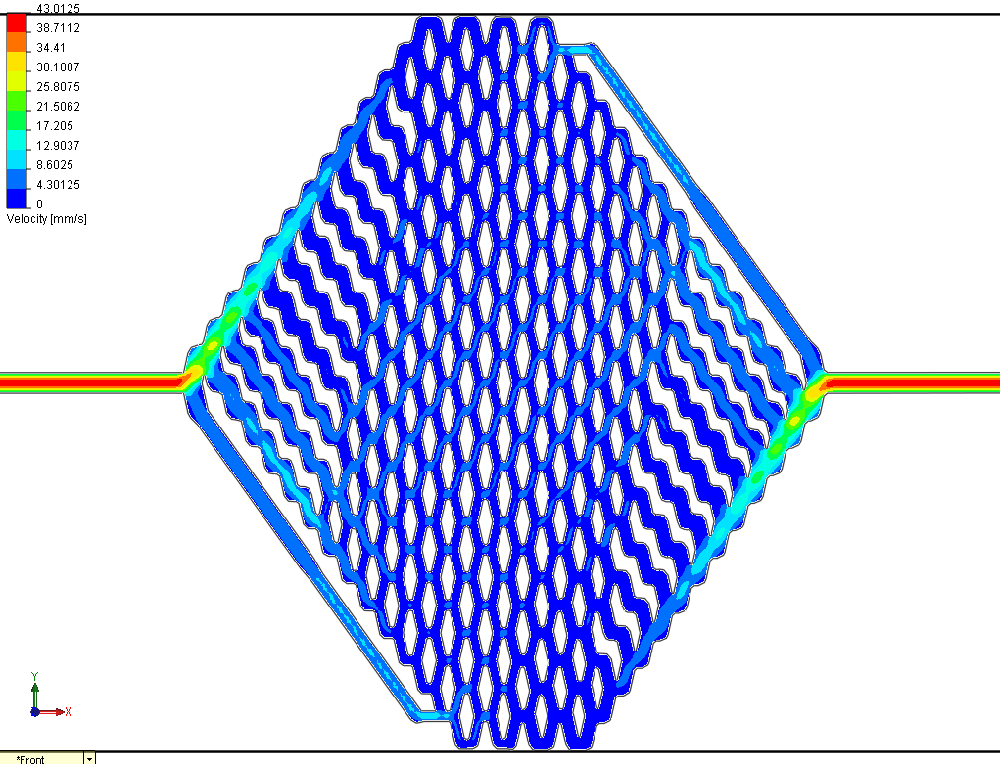 43.0125
38.7112
34.41
30.1087
25.8075
21.5062
17.205
12.9037
8.6025
4.30125
0
Velocity [mm/s]
Y
X
*Front